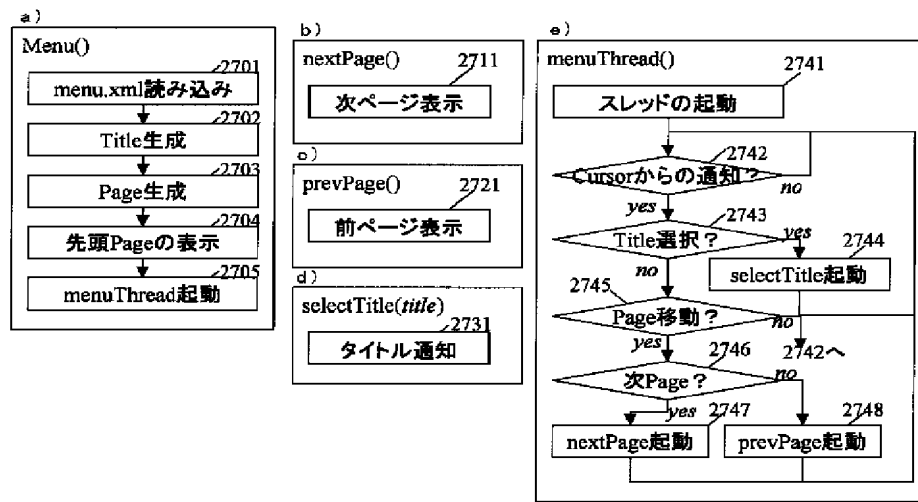 a)
Menu()
2701
menu.xml読み込み
2702
Title生成
2703
Page生成
2704
先頭Pageの表示
2705
menuThread起動
b)
nextPage()
2711
次ページ表示
c)
prevPage()
2721
前ページ表示
d)
selectTitle(title)
2731
タイトル通知
e)
menuThread()
2741
スレッドの起動
2742
Cursorからの通知?
no
yes
2743
Title選択?
yes
2744
no
selectTitle起動
2745
Page移動?
no
yes
2742へ
2746
次Page?
no
yes
2747
2748
nextPage起動
prevPage起動